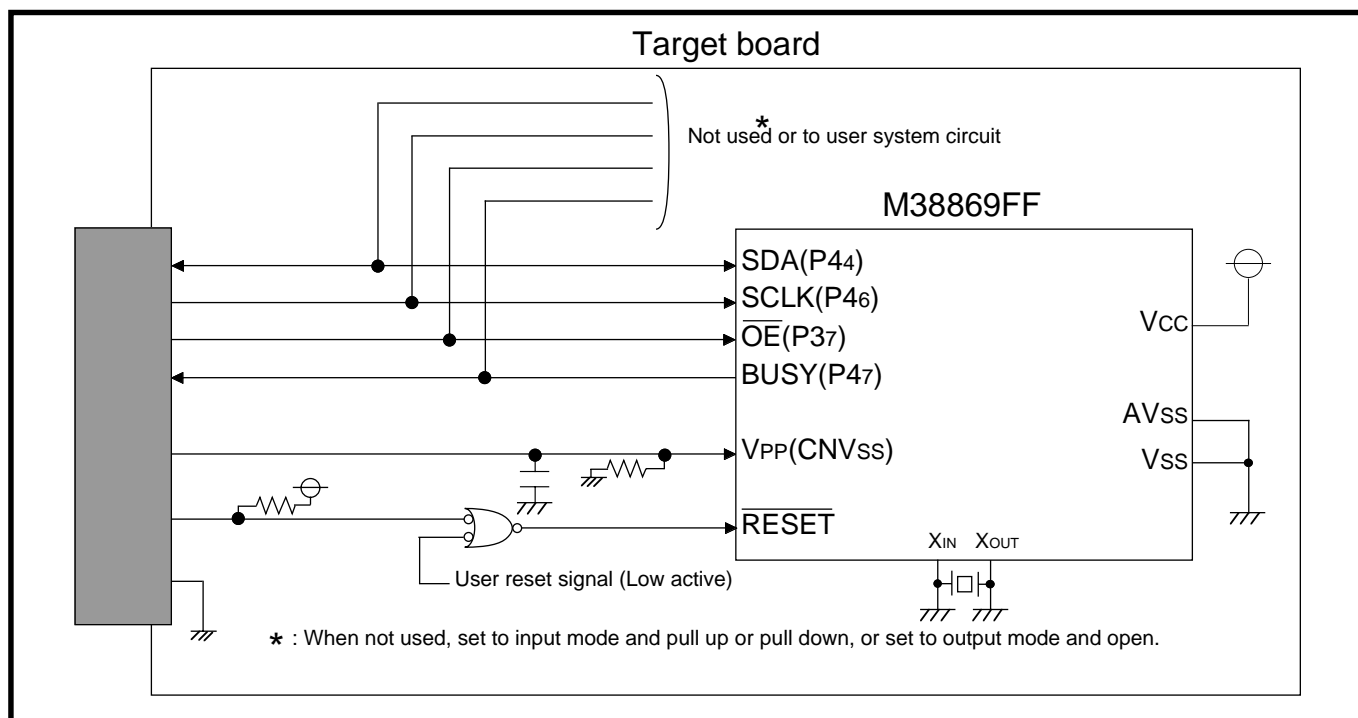 Target board
Not used* or to user system circuit
M38869FF
SDA(P44)
SCLK(P46)
OE(P37)
BUSY(P47)
VPP(CNVSS)
RESET
VCC
AVSS
VSS
XIN XOUT
User reset signal (Low active)
* : When not used, set to input mode and pull up or pull down, or set to output mode and open.